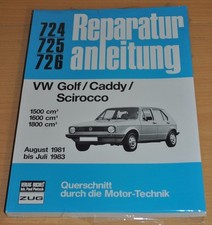 724
725
726
Reparatur
anleitung
VW Golf/Caddy/
Scirocco
1500 cm³
1600 cm³
1800 cm³
August 1981
bis Juli 1983
ZUG
Querschnitt
durch die Motor-Technik